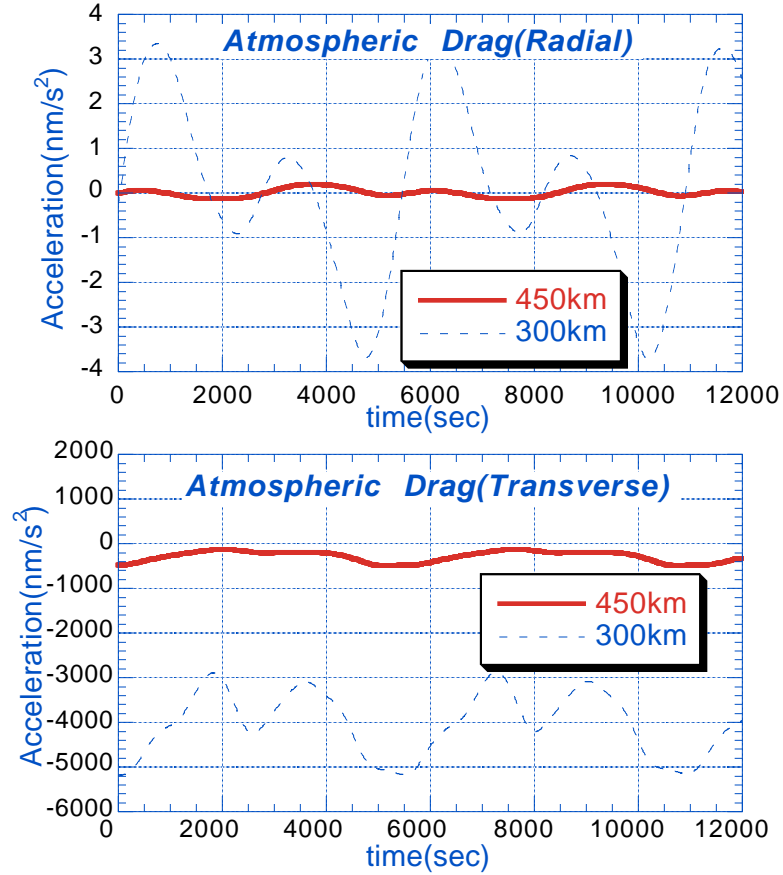 Atmospheric Drag(Radial)
Acceleration(nm/s²)
4
3
2
1
0
-1
-2
-3
-4
450km
300km
0 2000 4000 6000 8000 10000 12000
time(sec)
Atmospheric Drag(Transverse)
Acceleration(nm/s²)
2000
1000
0
-1000
-2000
-3000
-4000
-5000
-6000
450km
300km
0 2000 4000 6000 8000 10000 12000
time(sec)